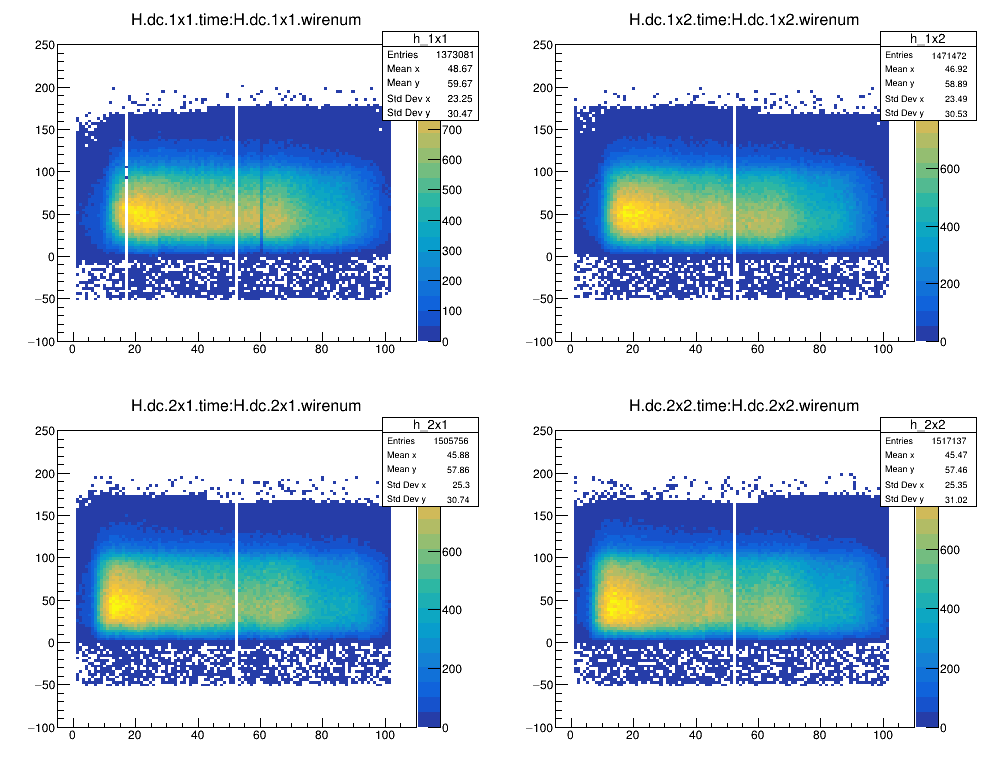 H.dc.1x1.time:H.dc.1x1.wirenum
h_1x1
Entries 1373081
Mean x 48.67
Mean y 59.67
Std Dev x 23.25
Std Dev y 30.47
250
200
150
100
50
0
−50
−100
0 20 40 60 80 100
700
600
500
400
300
200
100
0
H.dc.1x2.time:H.dc.1x2.wirenum
h_1x2
Entries 1471472
Mean x 46.92
Mean y 58.89
Std Dev x 23.49
Std Dev y 30.53
250
200
150
100
50
0
−50
−100
0 20 40 60 80 100
600
400
200
0
H.dc.2x1.time:H.dc.2x1.wirenum
h_2x1
Entries 1505756
Mean x 45.88
Mean y 57.86
Std Dev x 25.3
Std Dev y 30.74
250
200
150
100
50
0
−50
−100
0 20 40 60 80 100
600
400
200
0
H.dc.2x2.time:H.dc.2x2.wirenum
h_2x2
Entries 1517137
Mean x 45.47
Mean y 57.46
Std Dev x 25.35
Std Dev y 31.02
250
200
150
100
50
0
−50
−100
0 20 40 60 80 100
600
400
200
0